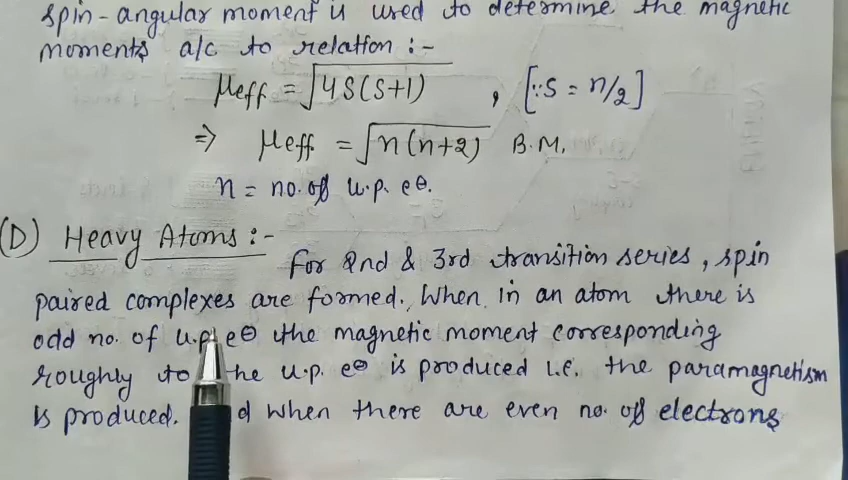 spin-angular moment is used to determine the magnetic
moments a/c to relation :-
μeff = √4S(S+1) , [∵S = n/2]
⇒ μeff = √n(n+2) B.M.
n = no. of u.p. e⊖.
(D) Heavy Atoms :-
For 2nd & 3rd transition series, spin
paired complexes are formed. When in an atom there is
odd no. of u.p e⊖ the magnetic moment corresponding
roughly to the u.p. e⊖ is produced i.e. the paramagnetism
is produced. when there are even no. of electrons